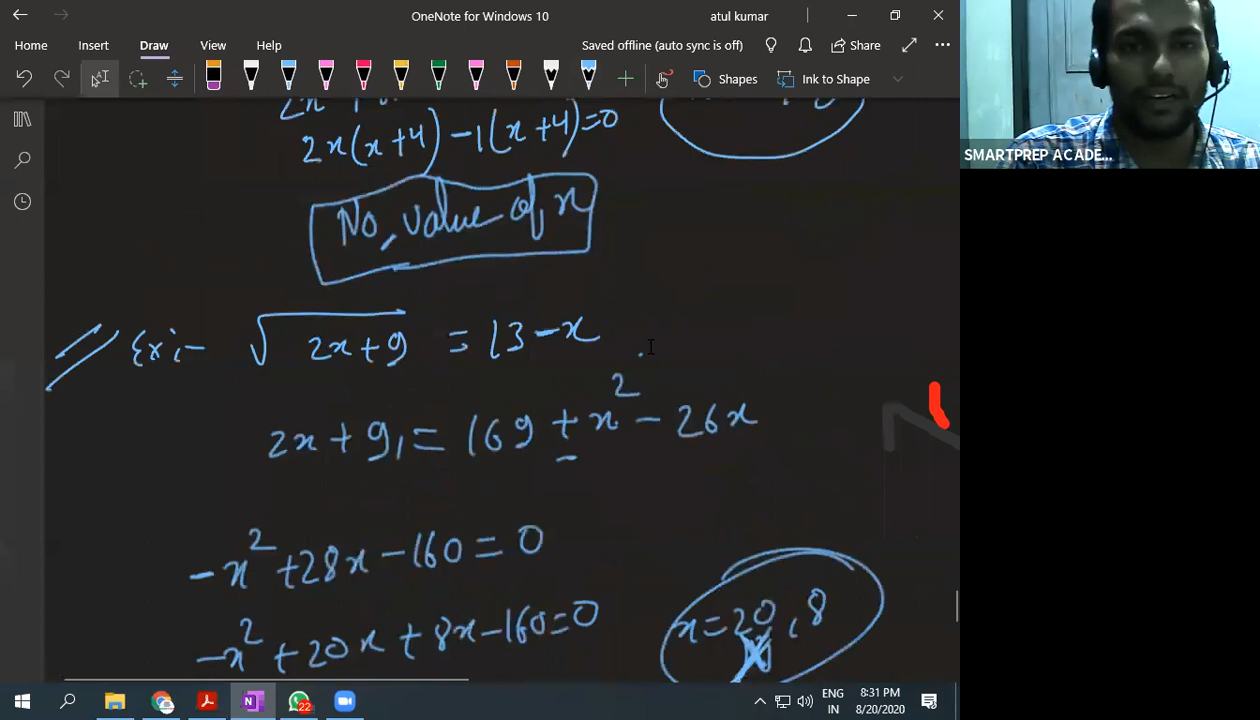 OneNote for Windows 10
atul kumar
Home Insert Draw View Help
Saved offline (auto sync is off)
Share
Shapes
Ink to Shape
SMARTPREP ACADE...
2x(x+4) -1(x+4)=0
No, value of x
Ex:- √2x+9 = 13-x
2x+9 = 169 + x² - 26x
-x² +28x -160 = 0
-x² +20x + 8x -160=0
x=20, 8
22
ENG
IN
8:31 PM
8/20/2020